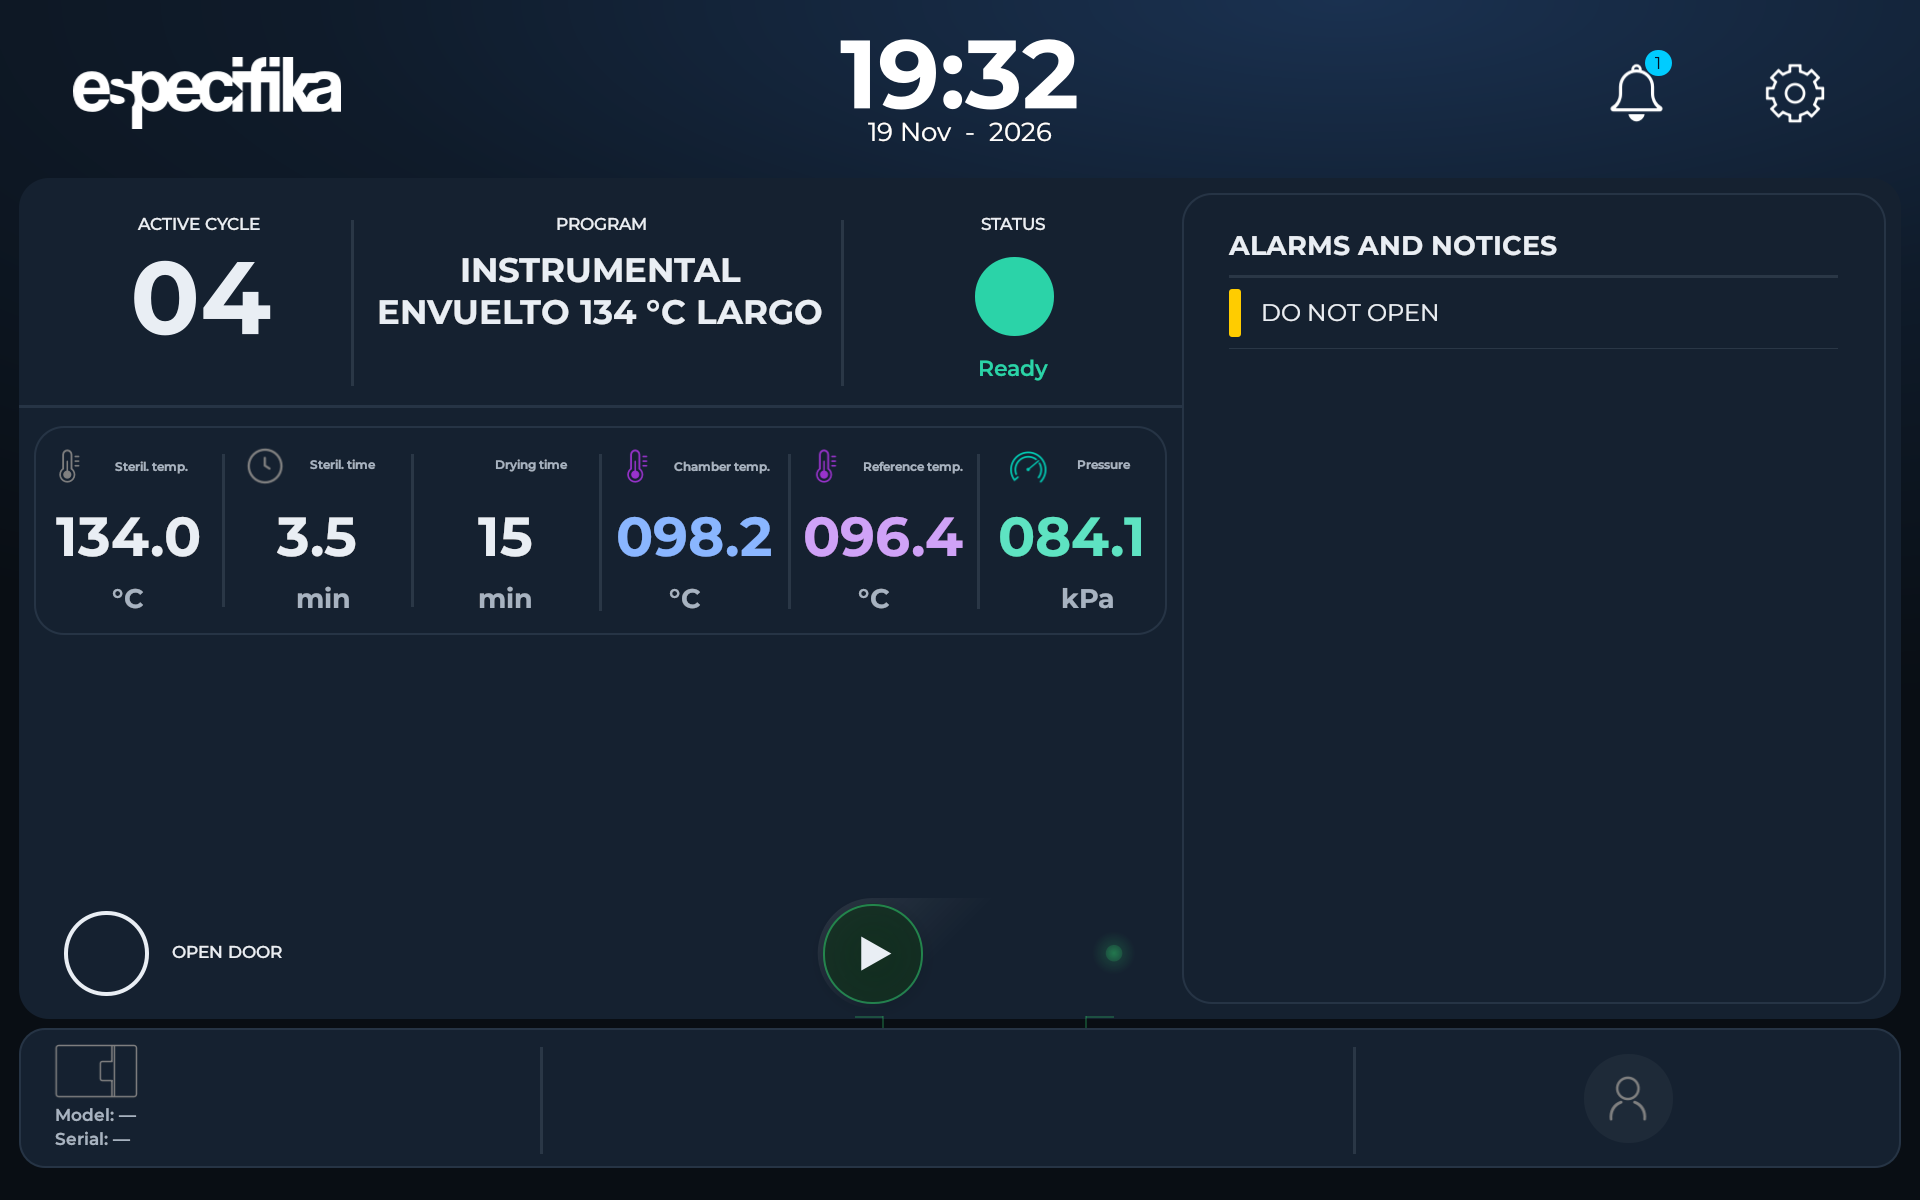 especifika
19:32
19 Nov - 2026
1
ACTIVE CYCLE
04
PROGRAM
INSTRUMENTAL
ENVUELTO 134 °C LARGO
STATUS
Ready
ALARMS AND NOTICES
DO NOT OPEN
Steril. temp.
134.0
°C
Steril. time
3.5
min
Drying time
15
min
Chamber temp.
098.2
°C
Reference temp.
096.4
°C
Pressure
084.1
kPa
OPEN DOOR
Model: —
Serial: —